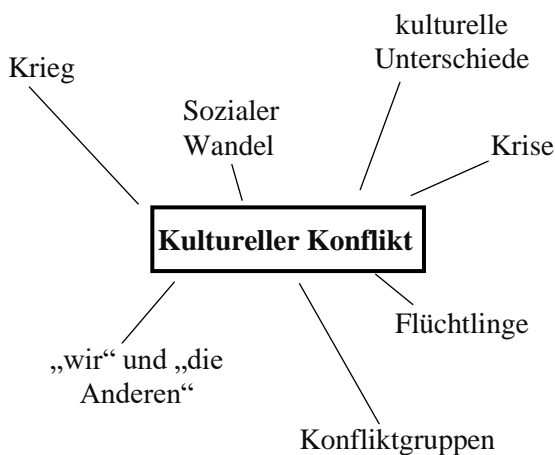 kulturelle
Unterschiede
Krieg
Sozialer
Wandel
Krise
Kultureller Konflikt
Flüchtlinge
„wir“ und „die
Anderen“
Konfliktgruppen